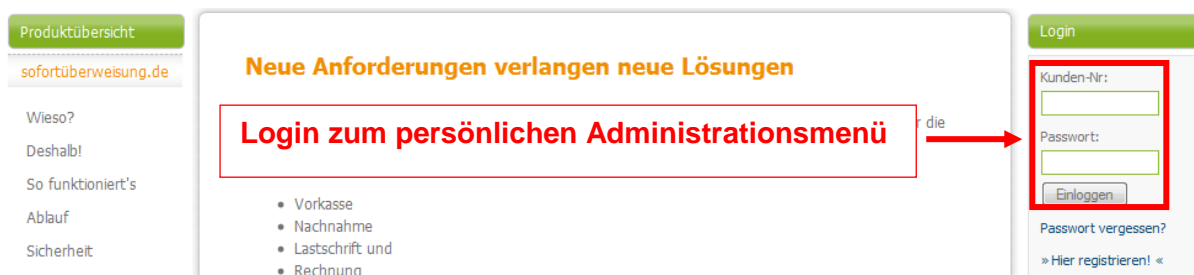 Produktübersicht
sofortüberweisung.de
Wieso?
Deshalb!
So funktioniert's
Ablauf
Sicherheit
Neue Anforderungen verlangen neue Lösungen
die
Login zum persönlichen Administrationsmenü
• Vorkasse
• Nachnahme
• Lastschrift und
• Rechnung
Login
Kunden-Nr:
Passwort:
Einloggen
Passwort vergessen?
» Hier registrieren! «